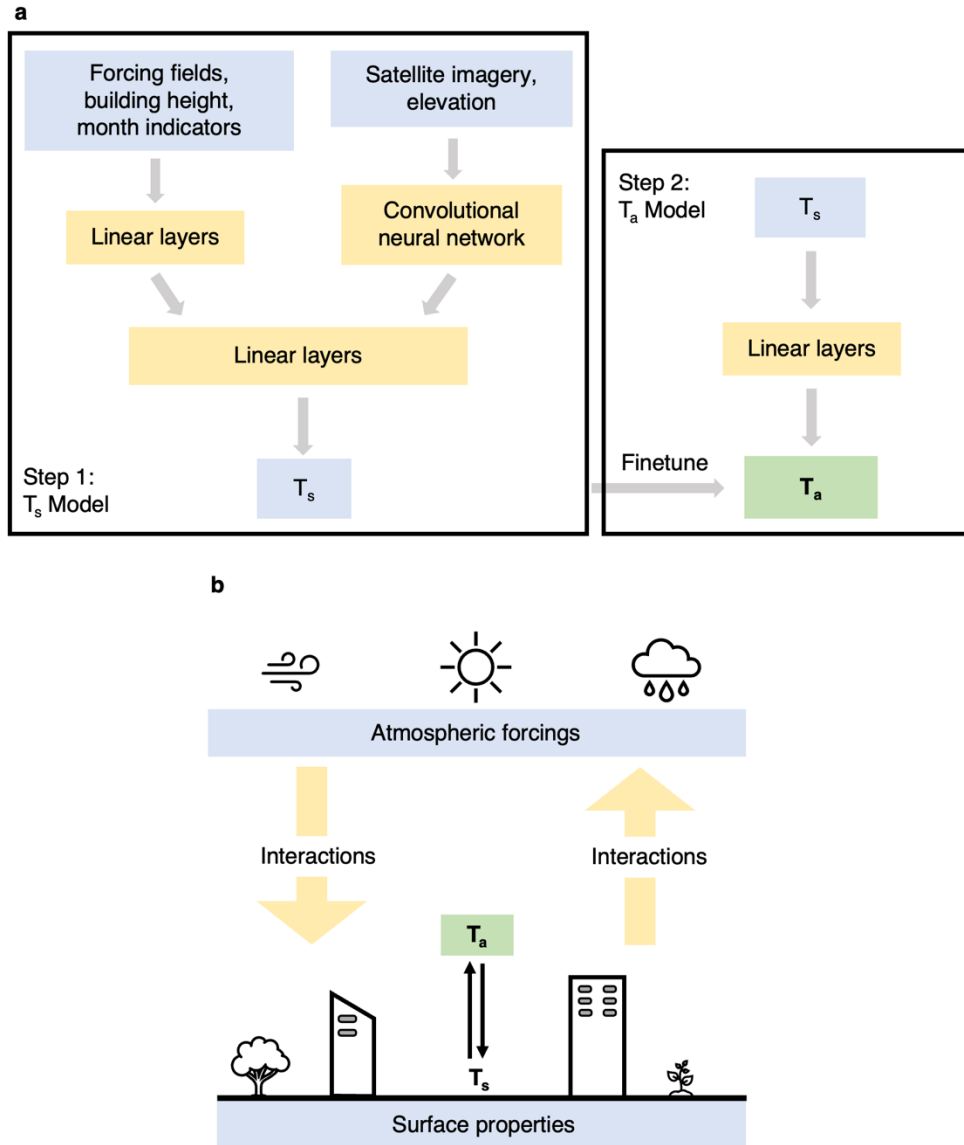 a
Forcing fields,
building height,
month indicators
Satellite imagery,
elevation
Linear layers
Convolutional
neural network
Linear layers
Step 1:
Ts Model
Ts
Step 2:
Ta Model
Ts
Linear layers
Finetune
Ta
b
Atmospheric forcings
Interactions
Interactions
Ta
Ts
Surface properties